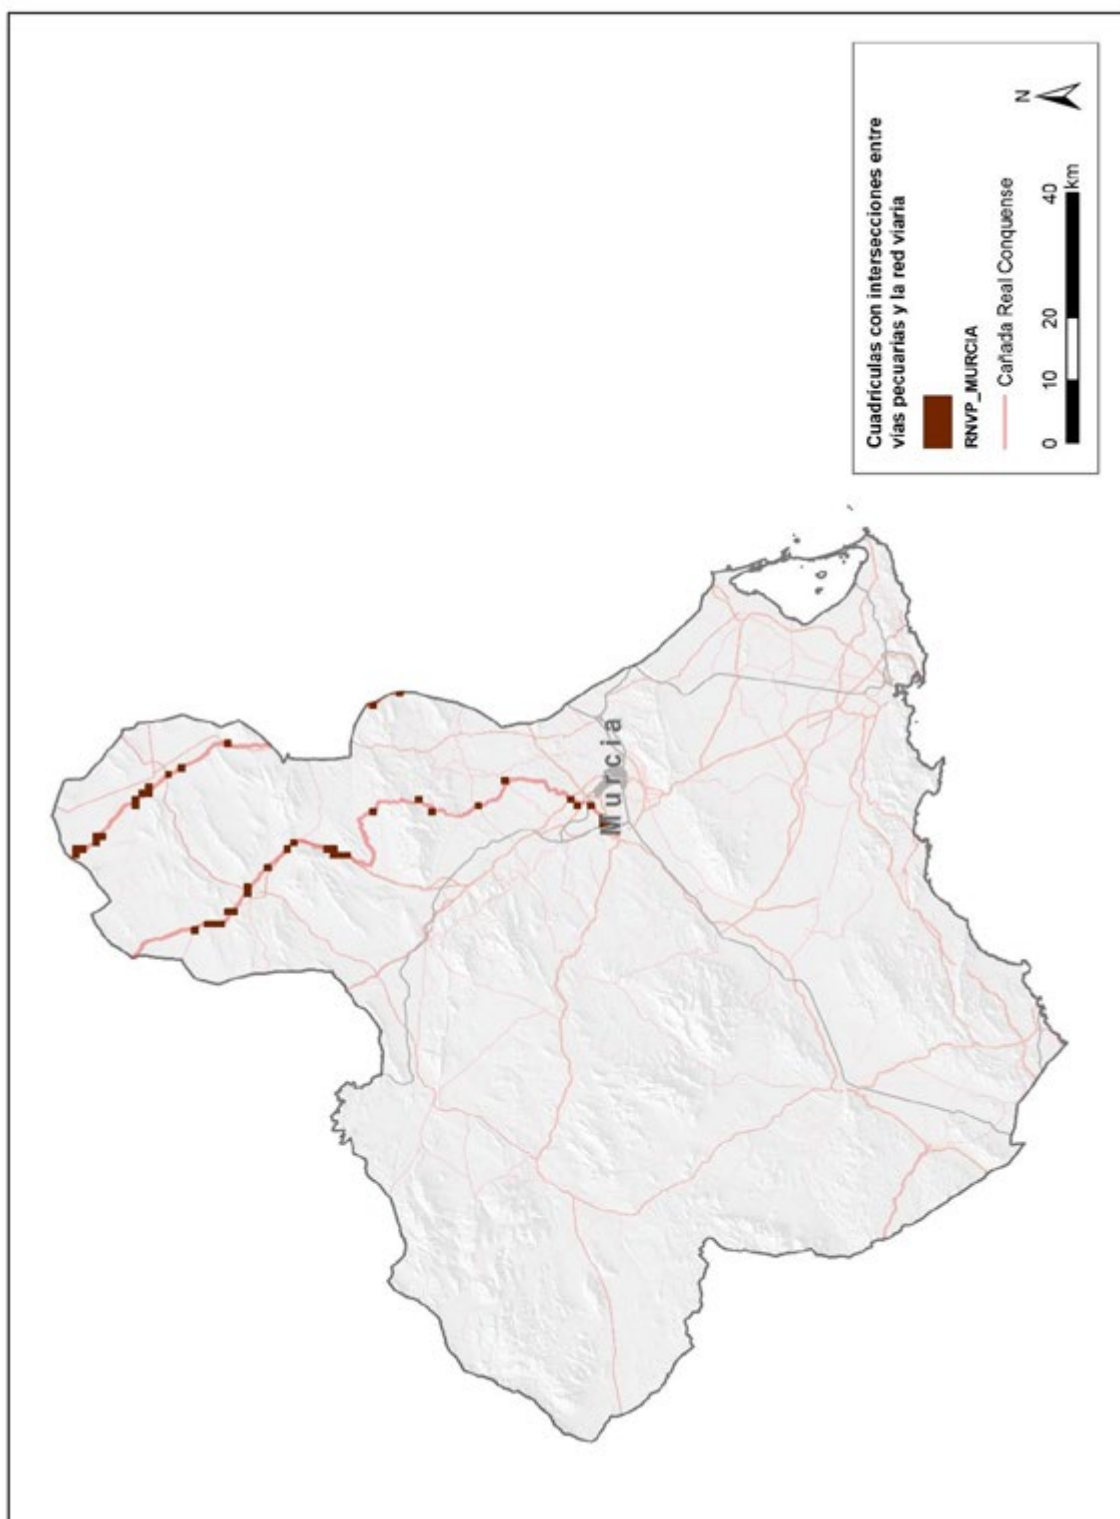 Murcia
Cuadrículas con intersecciones entre
vías pecuarias y la red viaria
RNVP_MURCIA
Cañada Real Conquense
N
0 10 20 40
km